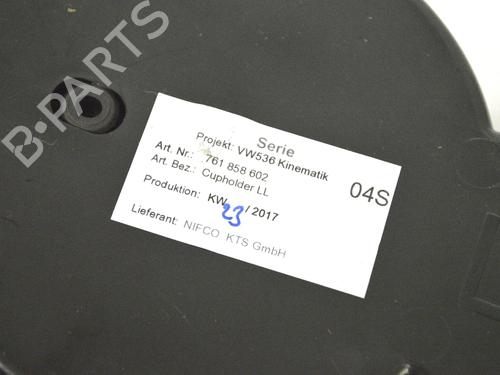 B-PARTS
Serie
Projekt: VW536 Kinematik
Art. Nr.: 761 858 602
Art. Bez.: Cupholder LL
04S
Produktion: KW 23 / 2017
Lieferant: NIFCO KTS GmbH